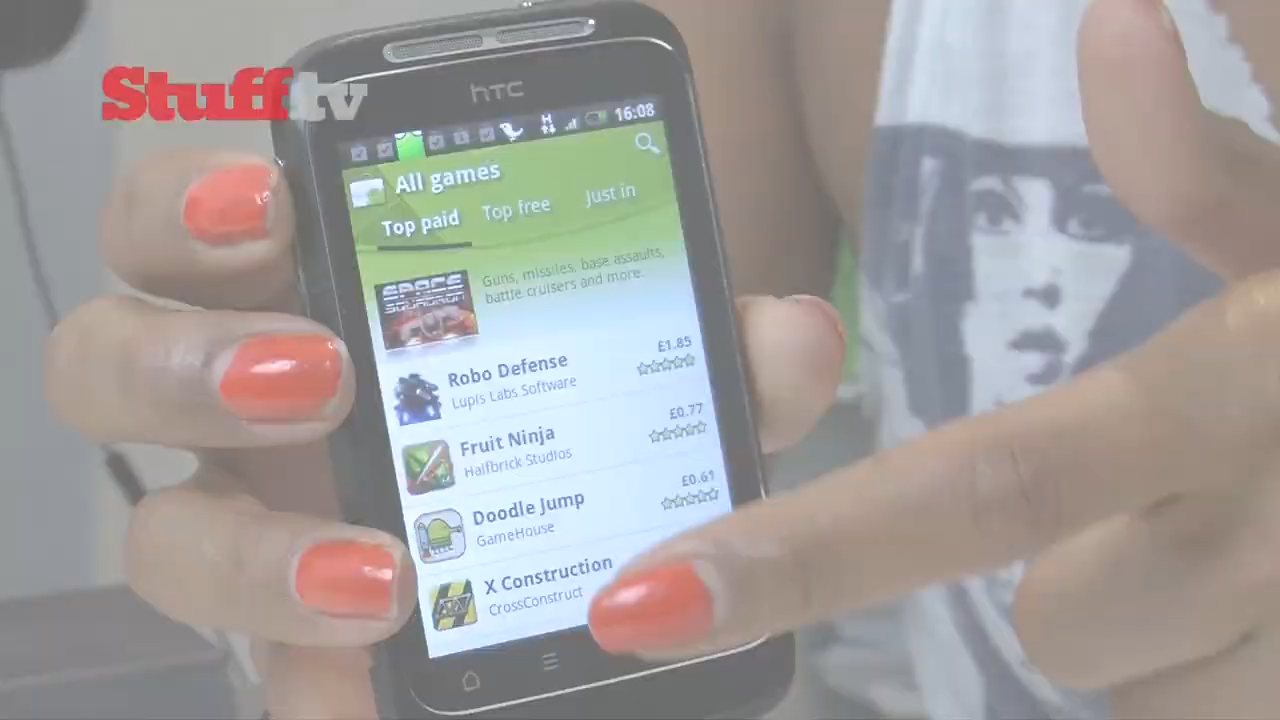 Stuff.tv
hTC
16:08
All games
Top paid
Top free
Just in
SPACE
SQUADRON
Guns, missiles, base assaults,
battle cruisers and more.
Robo Defense
£1.85
Lupis Labs Software
Fruit Ninja
£0.77
Halfbrick Studios
Doodle Jump
£0.61
GameHouse
X Construction
CrossConstruct